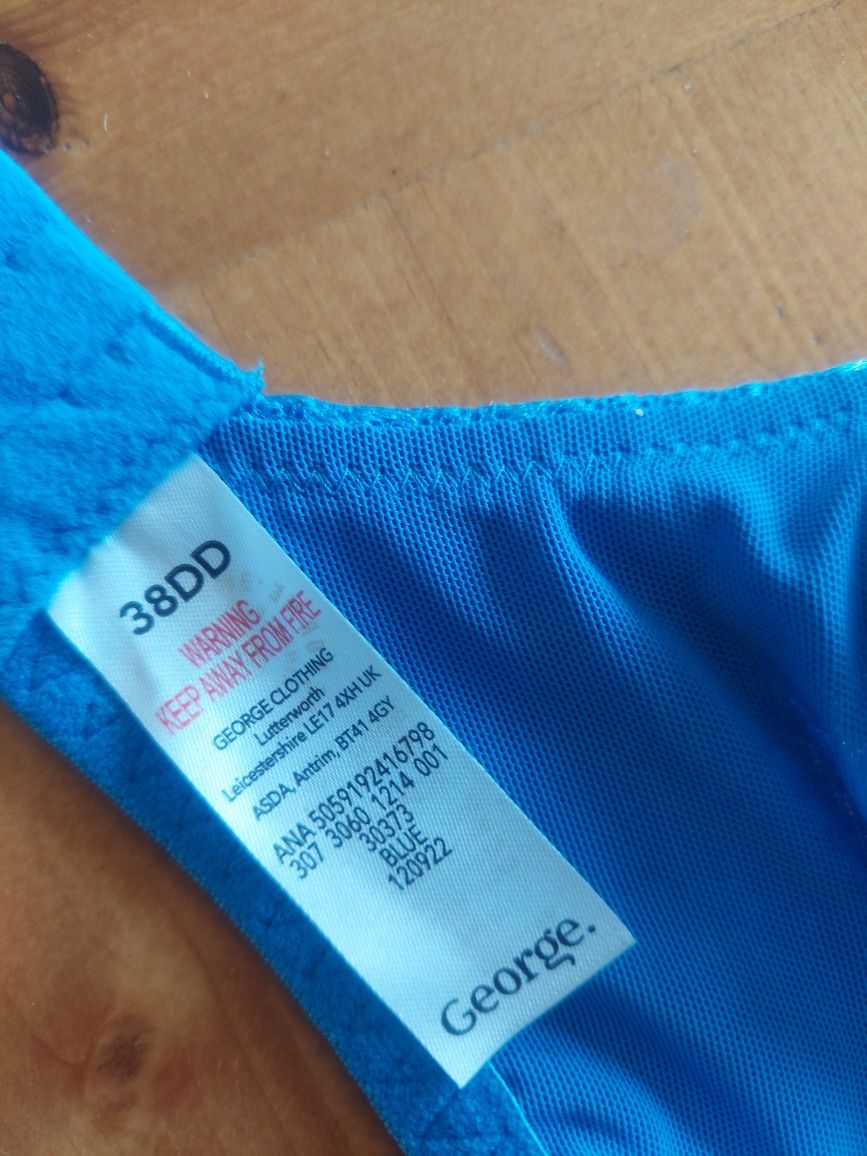 38DD
WARNING
KEEP AWAY FROM FIRE
GEORGE CLOTHING
Lutterworth
Leicestershire LE17 4XH UK
ASDA, Antrim, BT41 4GY
ANA 5059192416798
307 3060 1214 001
30373
BLUE
120922
George.